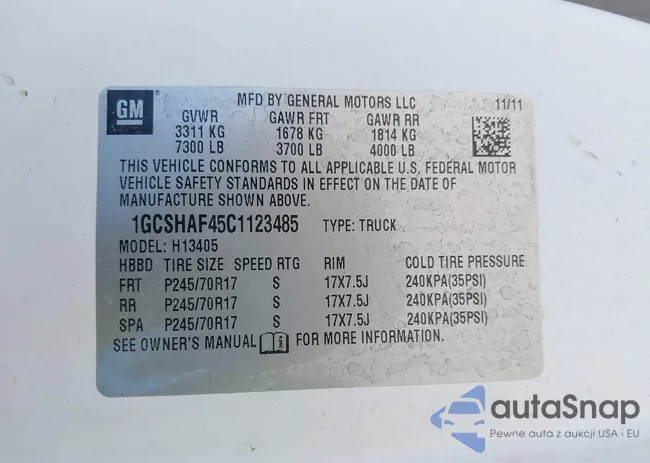 GM
MFD BY GENERAL MOTORS LLC 11/11
GVWR GAWR FRT GAWR RR
3311 KG 1678 KG 1814 KG
7300 LB 3700 LB 4000 LB
THIS VEHICLE CONFORMS TO ALL APPLICABLE U.S. FEDERAL MOTOR
VEHICLE SAFETY STANDARDS IN EFFECT ON THE DATE OF
MANUFACTURE SHOWN ABOVE.
1GCSHAF45C1123485 TYPE: TRUCK
MODEL: H13405
HBBD TIRE SIZE SPEED RTG RIM COLD TIRE PRESSURE
FRT P245/70R17 S 17X7.5J 240KPA(35PSI)
RR P245/70R17 S 17X7.5J 240KPA(35PSI)
SPA P245/70R17 S 17X7.5J 240KPA(35PSI)
SEE OWNER'S MANUAL i FOR MORE INFORMATION.
autaSnap
Pewne auta z aukcji USA i EU